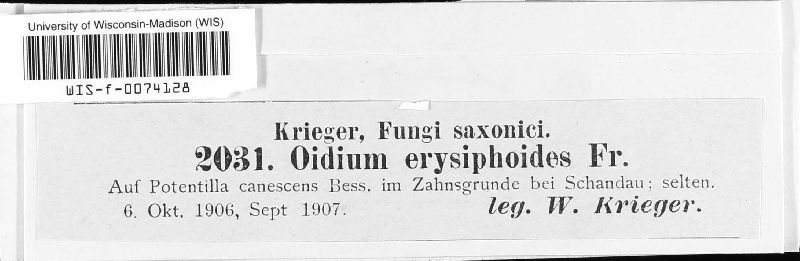 University of Wisconsin-Madison (WIS)
WIS-f-0074128
Krieger, Fungi saxonici.
2031. Oidium erysiphoides Fr.
Auf Potentilla canescens Bess. im Zahnsgrunde bei Schandau; selten.
6. Okt. 1906, Sept 1907. leg. W. Krieger.